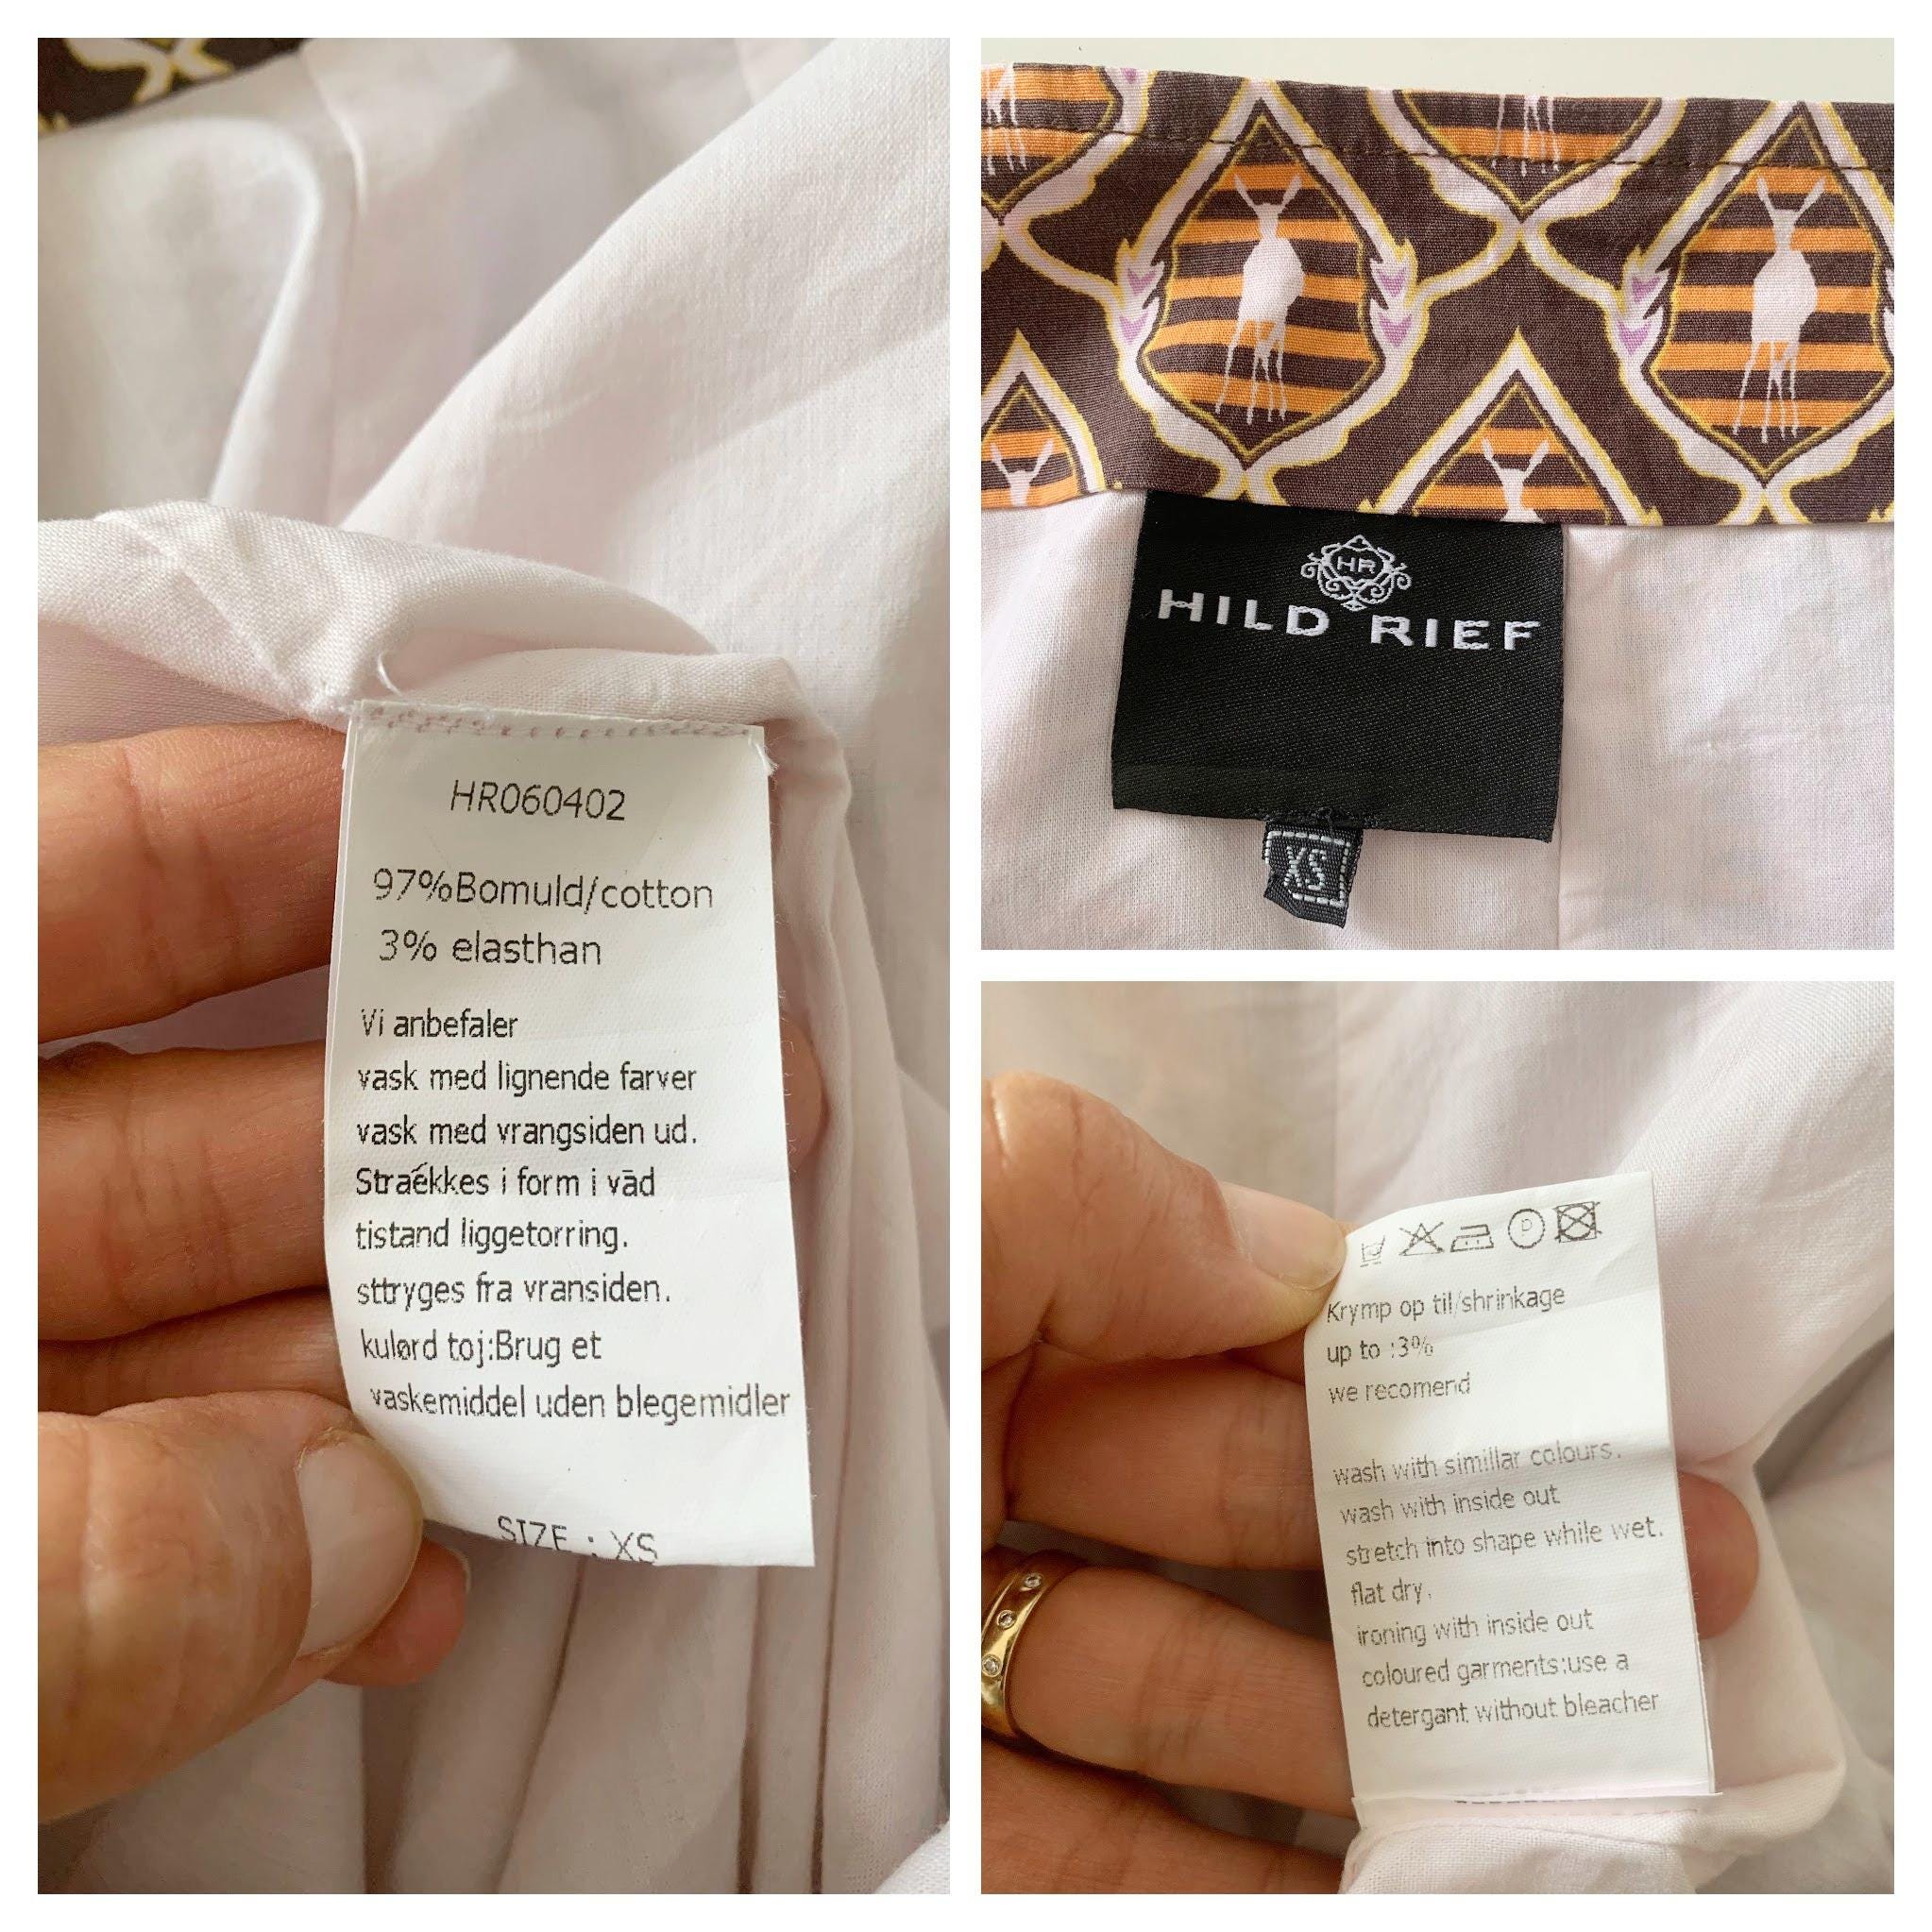 HR060402
97%Bomuld/cotton
3% elasthan
Vi anbefaler
vask med lignende farver
vask med vrangsiden ud.
Straékkes i form i vād
tistand liggetorring.
sttryges fra vransiden.
kulørd toj:Brug et
vaskemiddel uden blegemidler
SIZE : XS
HR
HILD RIEF
XS
D
Krymp op til/shrinkage
up to :3%
we recomend
wash with simillar colours.
wash with inside out
stretch into shape while wet.
flat dry.
ironing with inside out
coloured garments:use a
detergant without bleacher